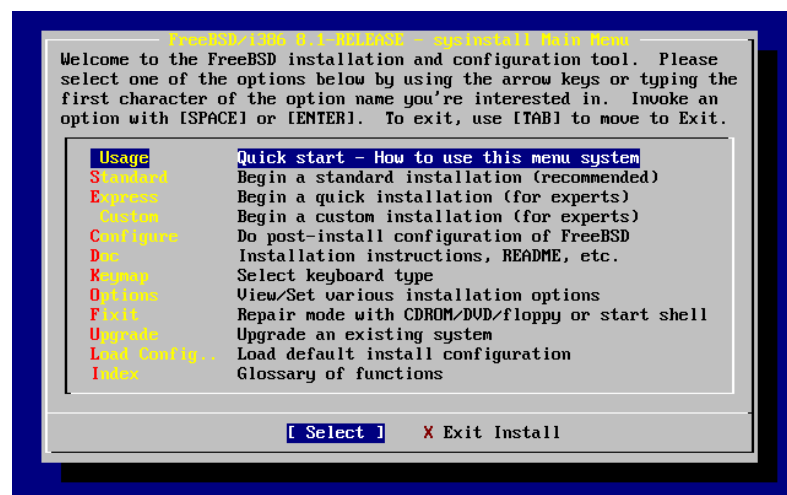 FreeBSD/i386 8.1-RELEASE - sysinstall Main Menu
Welcome to the FreeBSD installation and configuration tool.  Please
select one of the options below by using the arrow keys or typing the
first character of the option name you're interested in.  Invoke an
option with [SPACE] or [ENTER].  To exit, use [TAB] to move to Exit.
Usage Quick start - How to use this menu system
Standard Begin a standard installation (recommended)
Express Begin a quick installation (for experts)
Custom Begin a custom installation (for experts)
Configure Do post-install configuration of FreeBSD
Doc Installation instructions, README, etc.
Keymap Select keyboard type
Options View/Set various installation options
Fixit Repair mode with CDROM/DVD/floppy or start shell
Upgrade Upgrade an existing system
Load Config.. Load default install configuration
Index Glossary of functions
[ Select ] X Exit Install